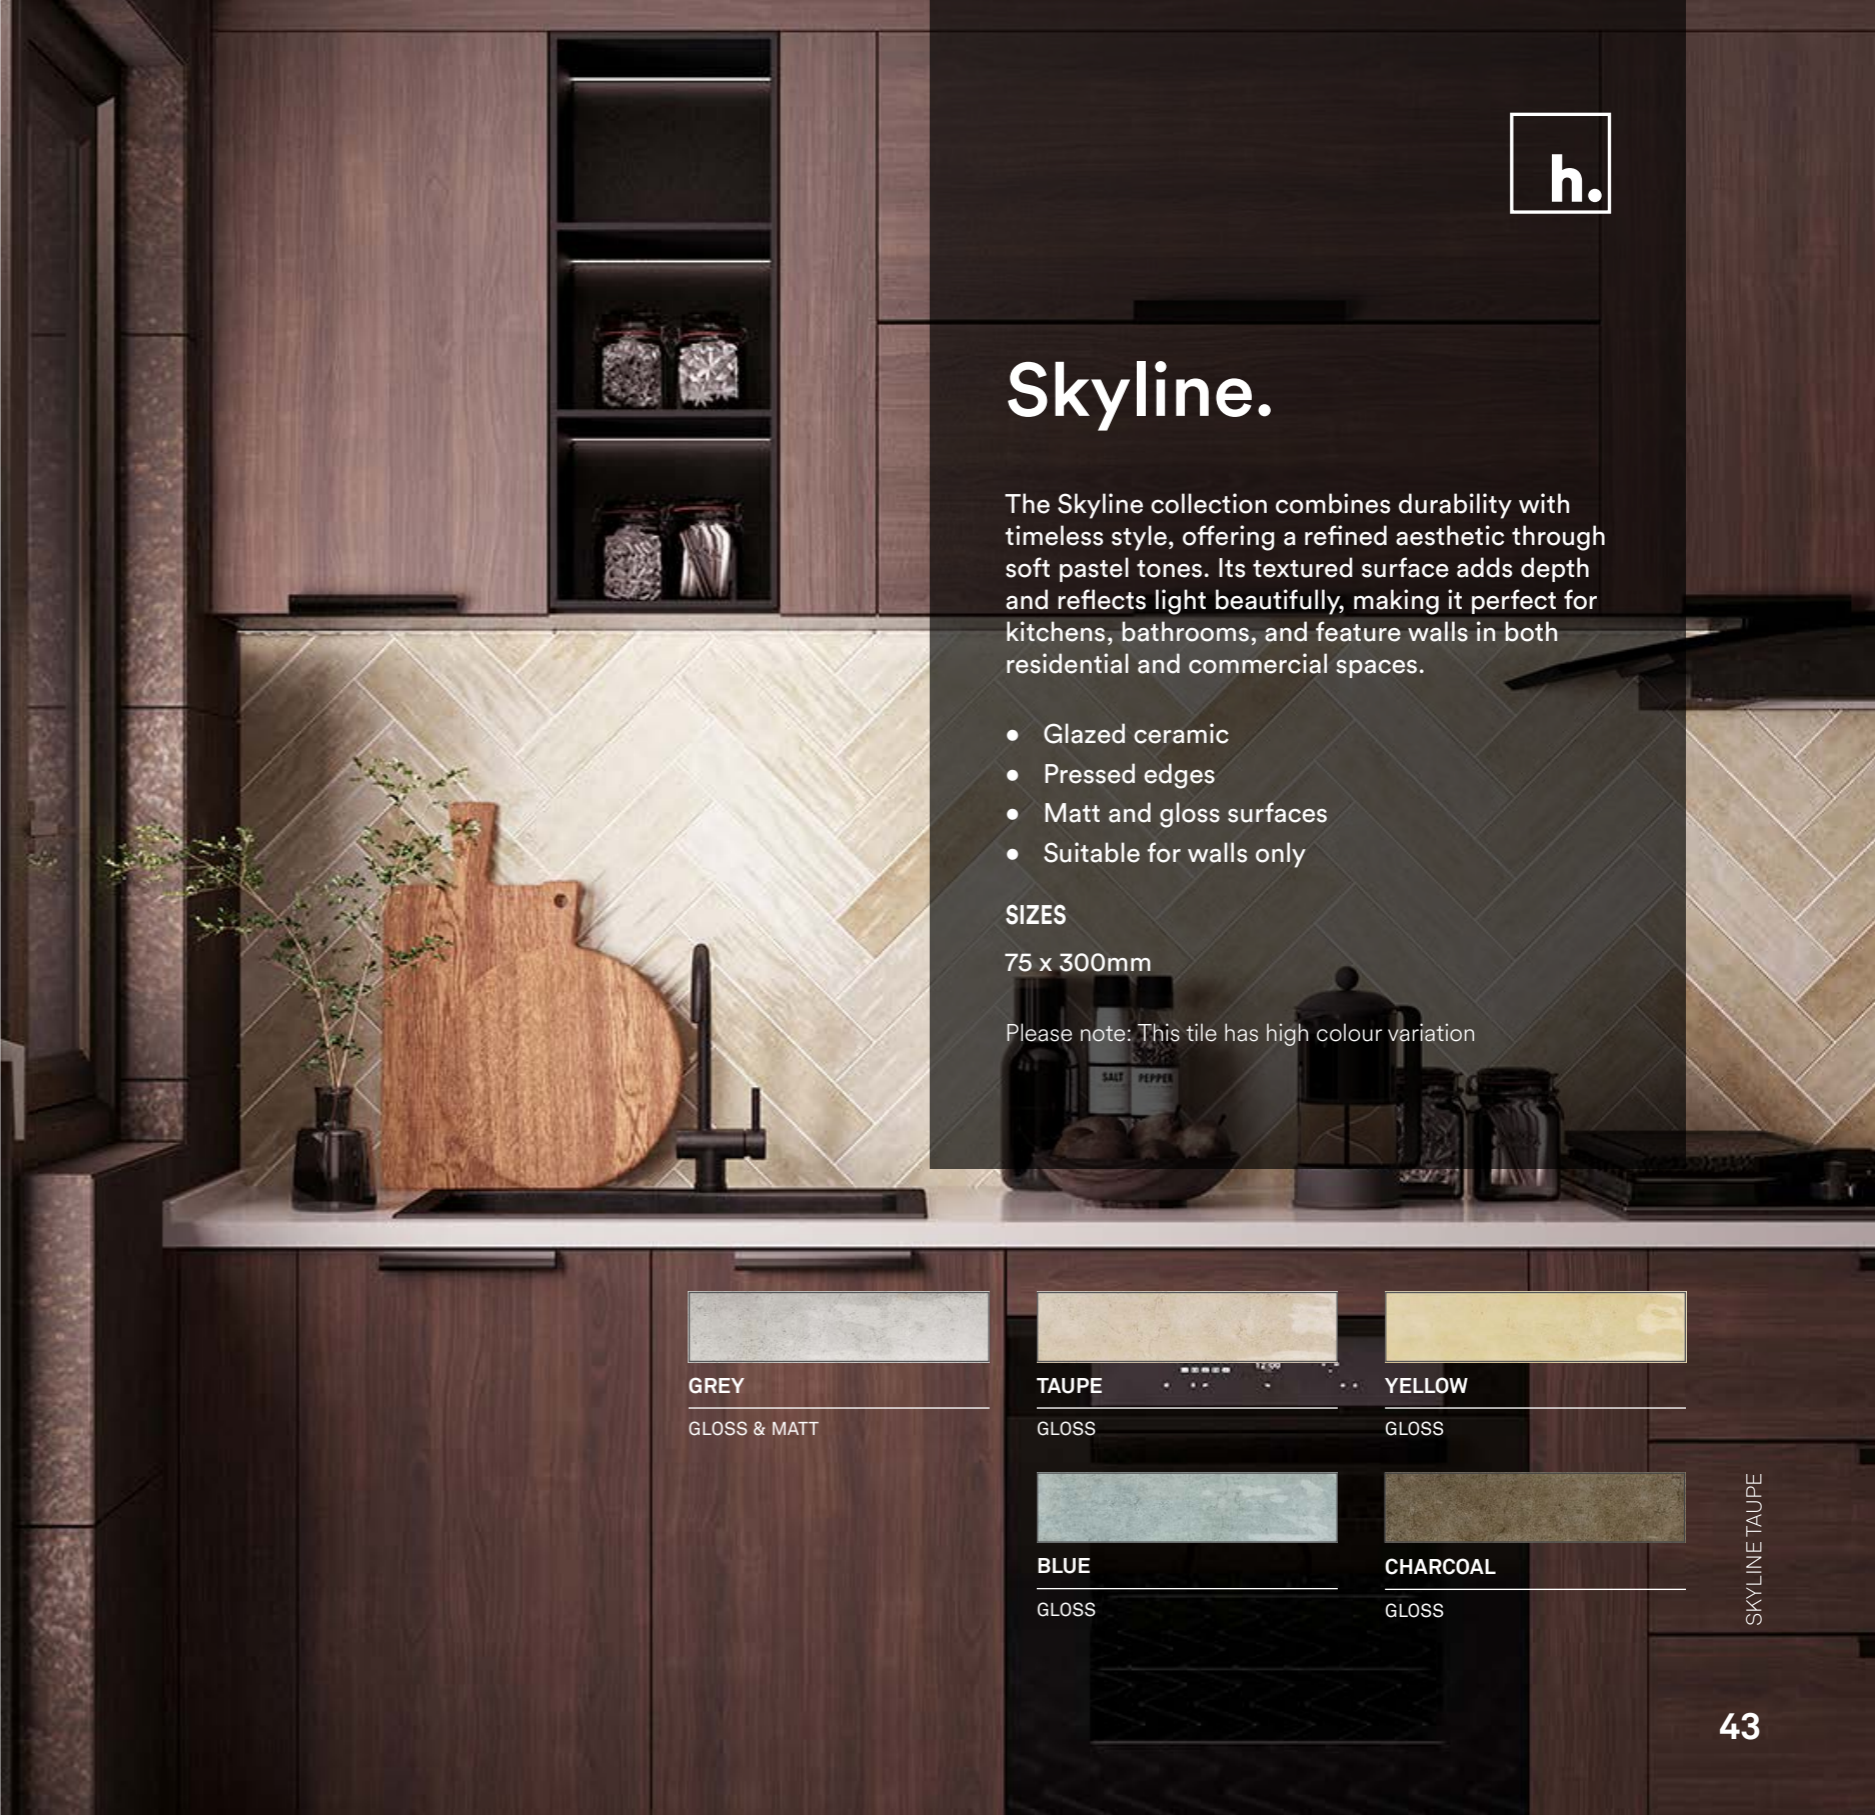 h.
Skyline.
The Skyline collection combines durability with
timeless style, offering a refined aesthetic through
soft pastel tones. Its textured surface adds depth
and reflects light beautifully, making it perfect for
kitchens, bathrooms, and feature walls in both
residential and commercial spaces.
• Glazed ceramic
• Pressed edges
• Matt and gloss surfaces
• Suitable for walls only
SIZES
75 x 300mm
Please note: This tile has high colour variation
SALT
PEPPER
12:00
GREY
GLOSS & MATT
TAUPE
GLOSS
YELLOW
GLOSS
BLUE
GLOSS
CHARCOAL
GLOSS
SKYLINE TAUPE
43